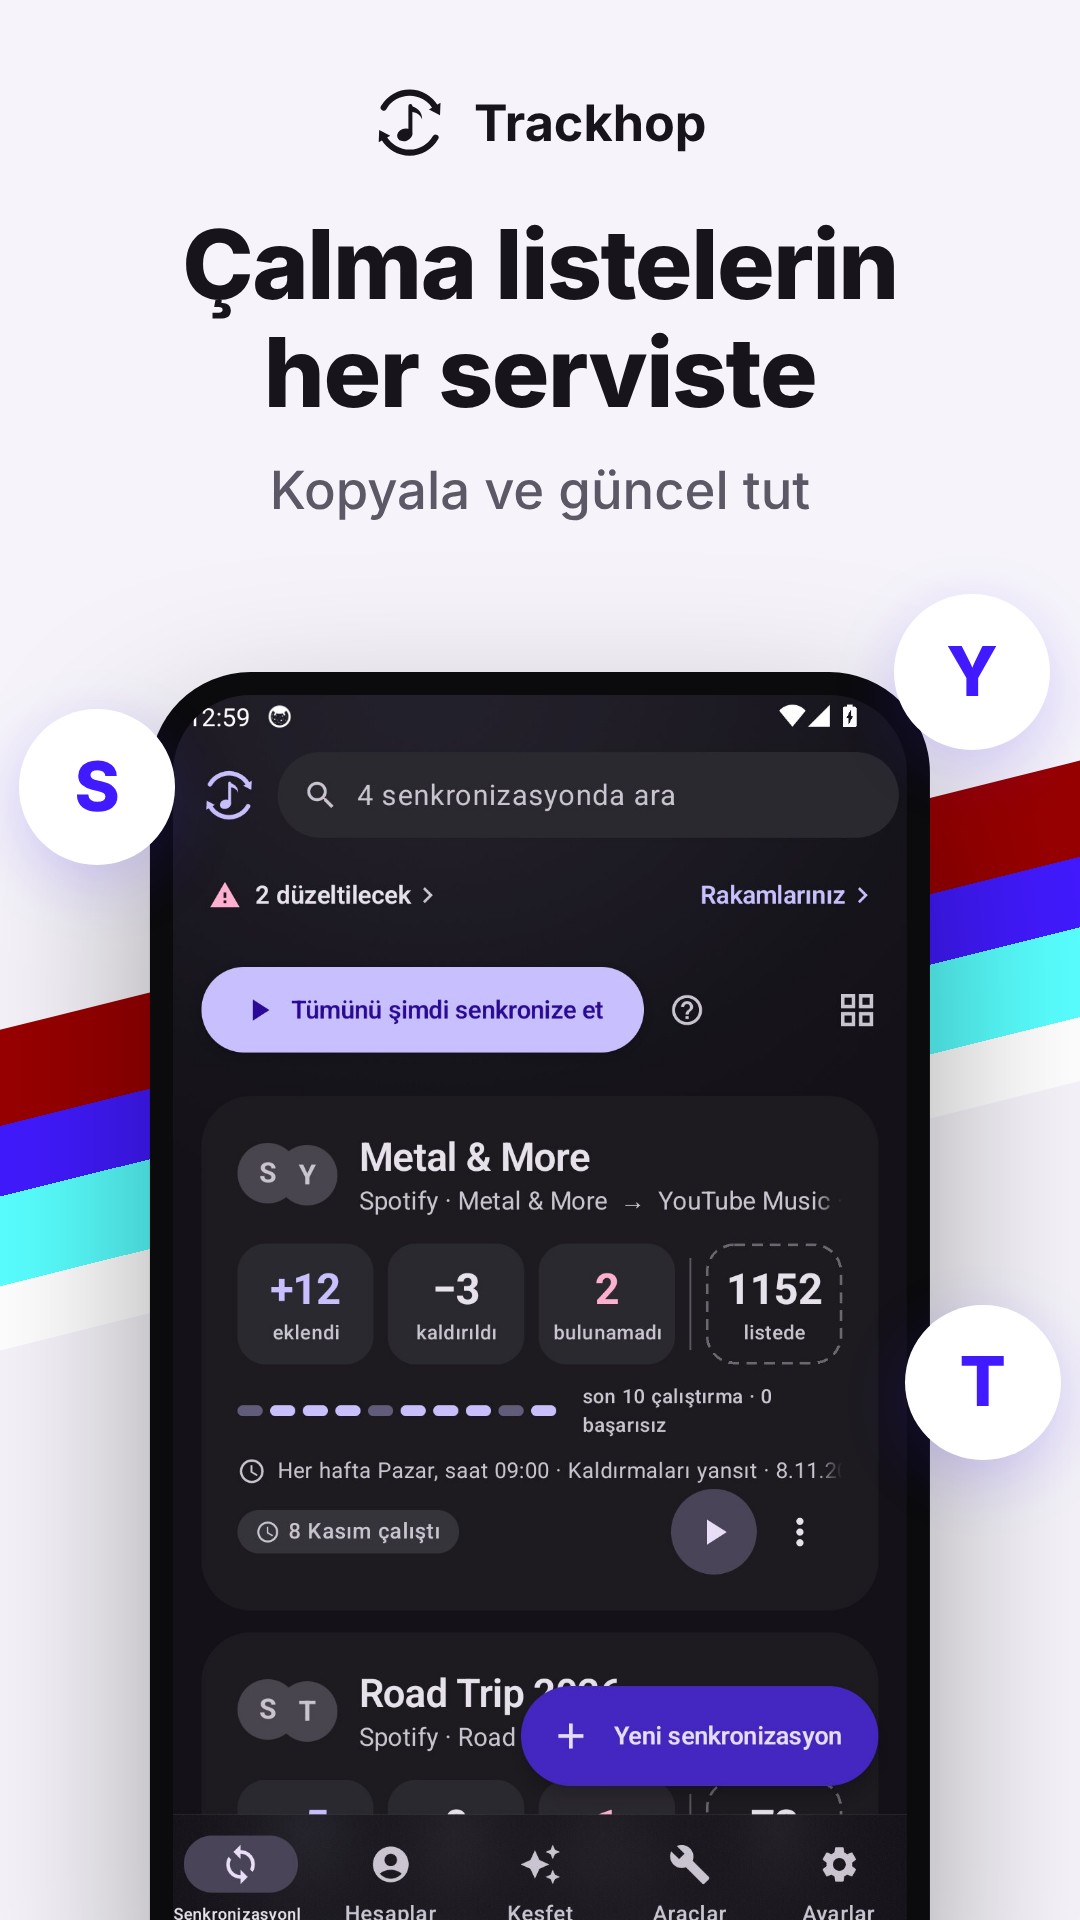 Trackhop
Çalma listelerin
her serviste
Kopyala ve güncel tut
Y
S
12:59
4 senkronizasyonda ara
2 düzeltilecek
Rakamlarınız
Tümünü şimdi senkronize et
S Y
Metal & More
Spotify · Metal & More → YouTube Music
+12
eklendi
−3
kaldırıldı
2
bulunamadı
1152
listede
T
son 10 çalıştırma · 0
başarısız
Her hafta Pazar, saat 09:00 · Kaldırmaları yansıt · 8.11.2
8 Kasım çalıştı
S T
Road Trip
Spotify · Road
Yeni senkronizasyon
Hesaplar
Keşfet
Araçlar
Ayarlar